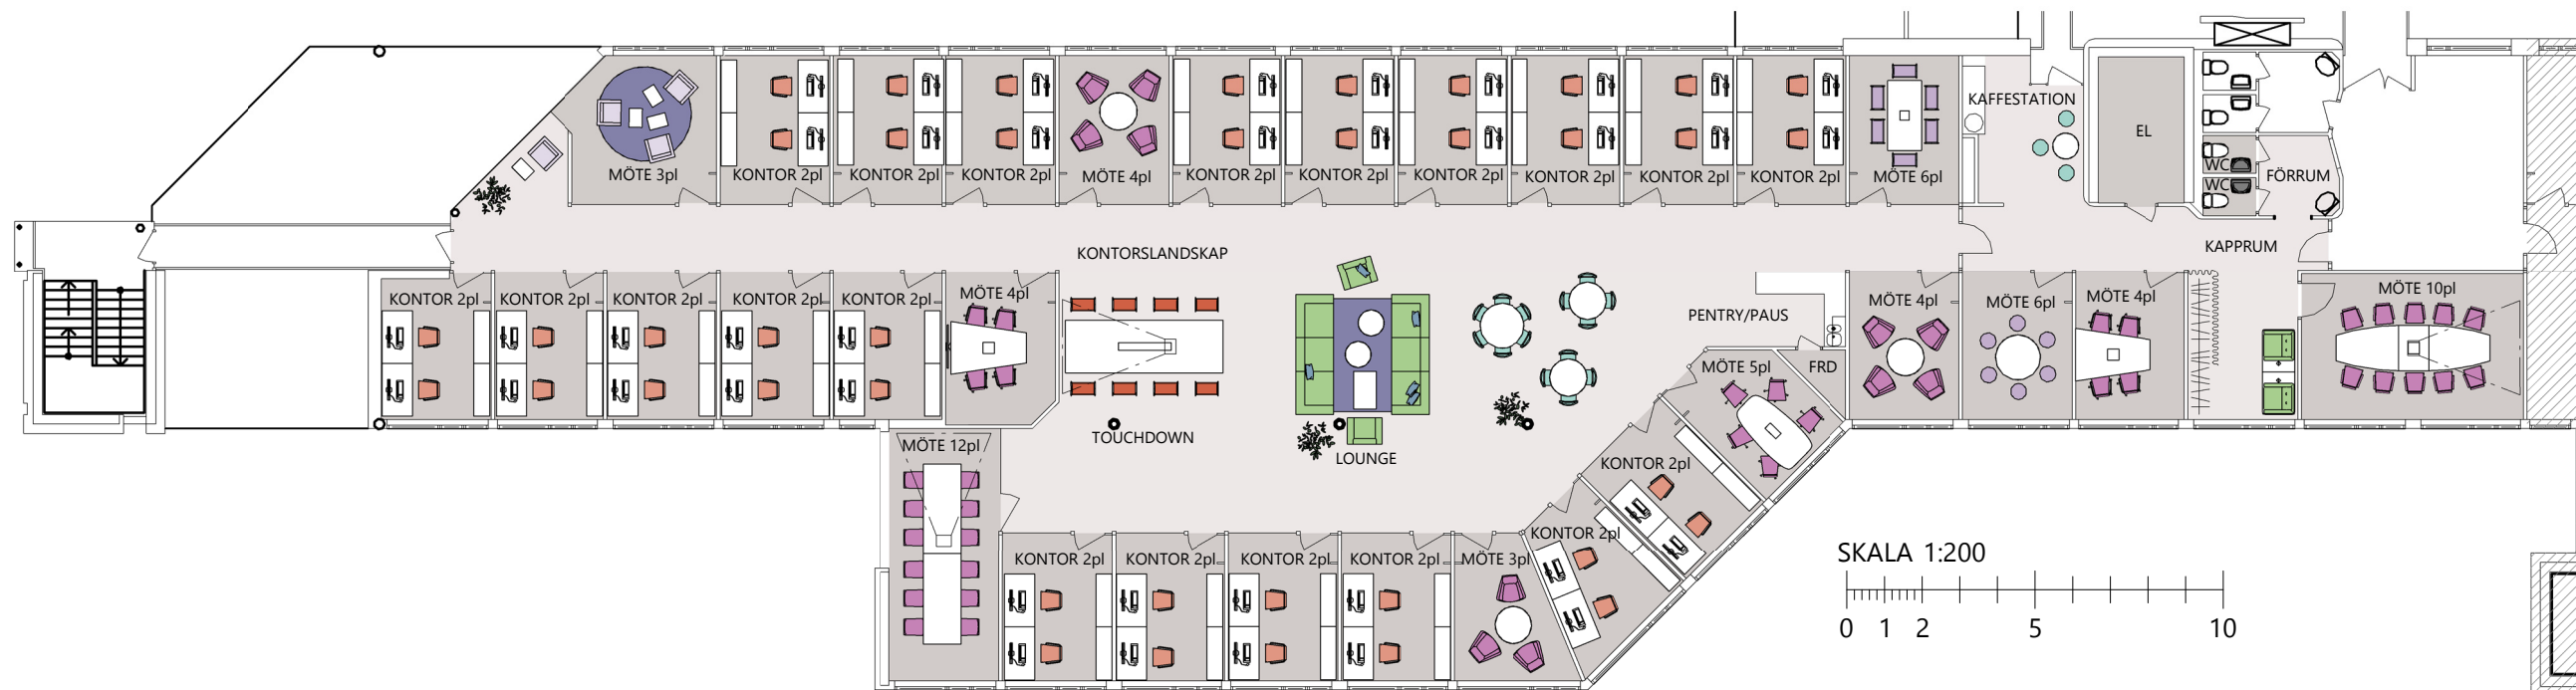 MÖTE 3pl
KONTOR 2pl
KONTOR 2pl
KONTOR 2pl
MÖTE 4pl
KONTOR 2pl
KONTOR 2pl
KONTOR 2pl
KONTOR 2pl
KONTOR 2pl
KONTOR 2pl
MÖTE 6pl
KAFFESTATION
EL
WC
WC
FÖRRUM
KONTORSLANDSKAP
KAPPRUM
KONTOR 2pl
KONTOR 2pl
KONTOR 2pl
KONTOR 2pl
KONTOR 2pl
MÖTE 4pl
PENTRY/PAUS
MÖTE 4pl
MÖTE 6pl
MÖTE 4pl
MÖTE 10pl
MÖTE 5pl
FRD
TOUCHDOWN
LOUNGE
MÖTE 12pl
KONTOR 2pl
KONTOR 2pl
KONTOR 2pl
KONTOR 2pl
KONTOR 2pl
KONTOR 2pl
MÖTE 3pl
SKALA 1:200
0 1 2 5 10